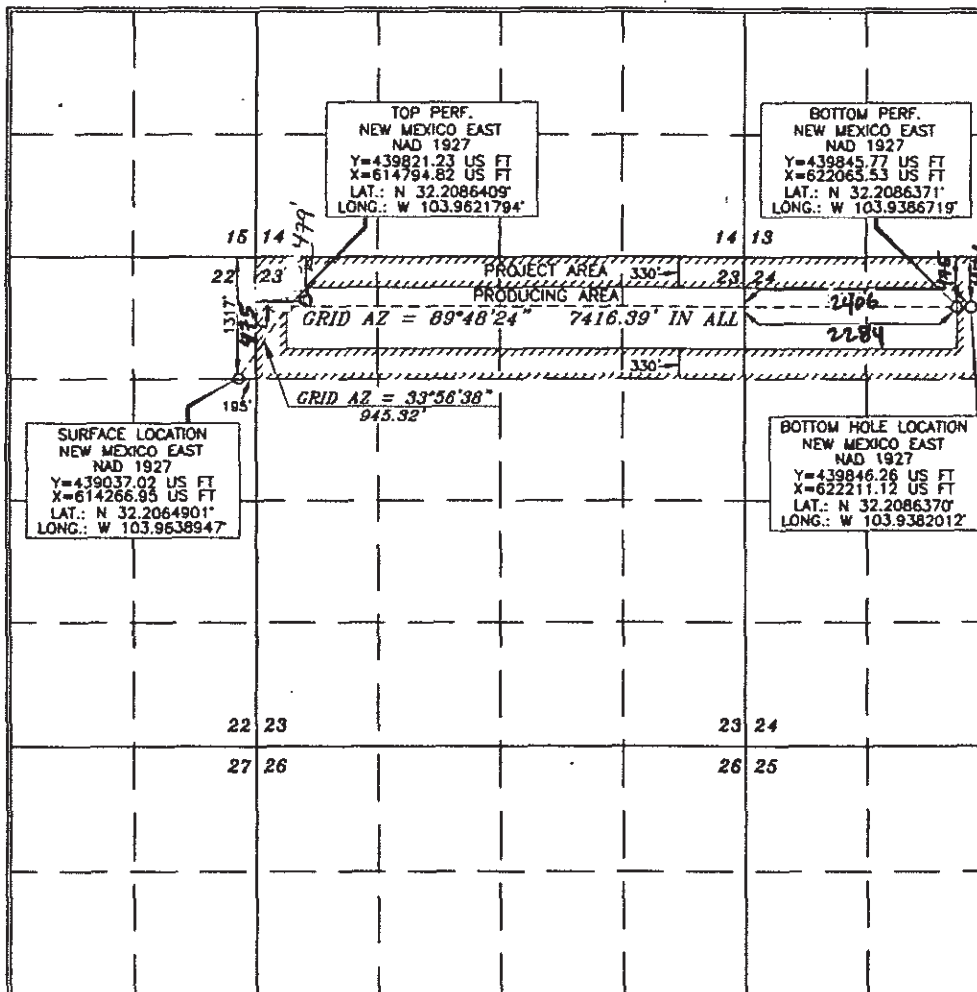 TOP PERF.
NEW MEXICO EAST
NAD 1927
Y=439821.23 US FT
X=614794.82 US FT
LAT.: N 32.2086409°
LONG.: W 103.9621794°
BOTTOM PERF.
NEW MEXICO EAST
NAD 1927
Y=439845.77 US FT
X=622065.53 US FT
LAT.: N 32.2086371°
LONG.: W 103.9386719°
15 14
479'
14 13
22 23
PROJECT AREA
330'
23 24
PRODUCING AREA
2406
GRID AZ = 89°48'24" 7416.39' IN ALL
2284
1317'
475
330'
195'
GRID AZ = 33°56'38"
945.32'
SURFACE LOCATION
NEW MEXICO EAST
NAD 1927
Y=439037.02 US FT
X=614266.95 US FT
LAT.: N 32.2064901°
LONG.: W 103.9638947°
BOTTOM HOLE LOCATION
NEW MEXICO EAST
NAD 1927
Y=439846.26 US FT
X=622211.12 US FT
LAT.: N 32.2086370°
LONG.: W 103.9382012°
22 23
23 24
27 26
26 25